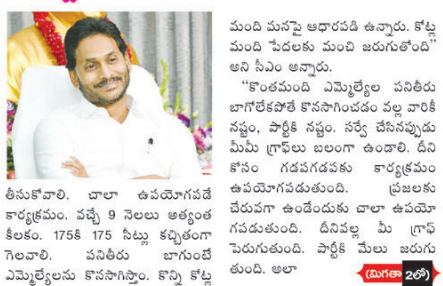 తీసుకోవాలి. చాలా ఉపయోగపడే
కార్యక్రమం. వచ్చే 9 నెలలు అత్యంత
కీలకం. 175కి 175 సీట్లు కచ్చితంగా
గెలవాలి. పనితీరు బాగుంటే
ఎమ్మెల్యేలను కొనసాగిస్తాం. కొన్ని కోట్ల
మంది మనపై ఆధారపడి ఉన్నారు. కోట్ల
మంది పేదలకు మంచి జరుగుతోంది”
అని సీఎం అన్నారు.
“కొంతమంది ఎమ్మెల్యేల పనితీరు
బాగోలేకపోతే కొనసాగించడం వల్ల వారికీ
నష్టం, పార్టీకి నష్టం. సర్వే చేసినప్పుడు
మీమీ గ్రాఫ్‌లు బలంగా ఉండాలి. దీని
కోసం గడపగడపకు కార్యక్రమం
ఉపయోగపడుతుంది. ప్రజలకు
చేరువగా ఉండేందుకు చాలా ఉపయో
గపడుతుంది. దీనివల్ల మీ గ్రాఫ్
పెరుగుతుంది. పార్టీకి మేలు జరుగు
తుంది. అలా
(మిగతా 2లో)